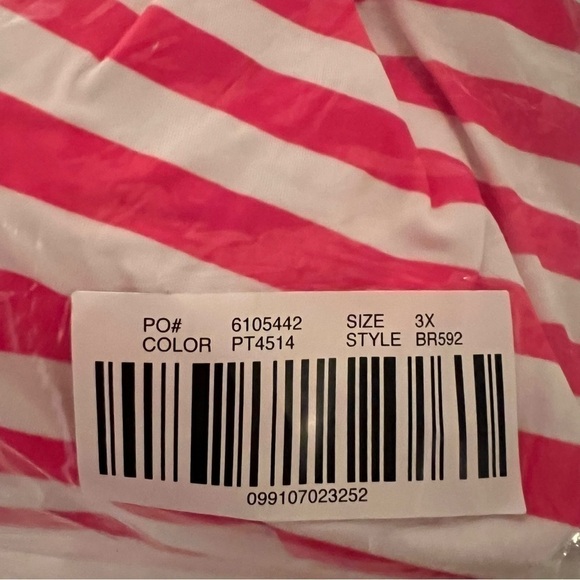 PO# 6105442 SIZE 3X
COLOR PT4514 STYLE BR592
099107023252